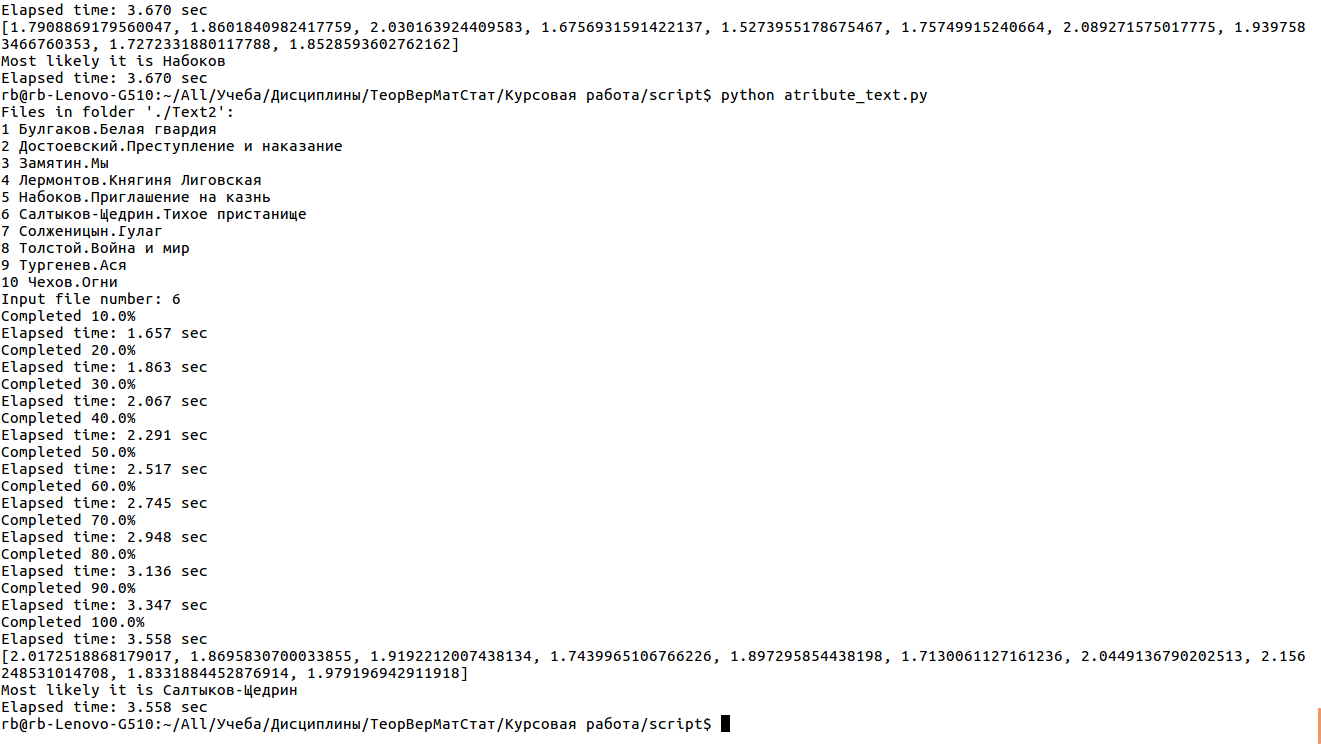 Elapsed time: 3.670 sec
[1.7908869179560047, 1.8601840982417759, 2.030163924409583, 1.6756931591422137, 1.5273955178675467, 1.75749915240664, 2.089271575017775, 1.939758
3466760353, 1.7272331880117788, 1.8528593602762162]
Most likely it is Набоков
Elapsed time: 3.670 sec
rb@rb-Lenovo-G510:~/All/Учеба/Дисциплины/ТеорВерМатСтат/Курсовая работа/script$ python atribute_text.py
Files in folder './Text2':
1 Булгаков.Белая гвардия
2 Достоевский.Преступление и наказание
3 Замятин.Мы
4 Лермонтов.Княгиня Лиговская
5 Набоков.Приглашение на казнь
6 Салтыков-Щедрин.Тихое пристанище
7 Солженицын.Гулаг
8 Толстой.Война и мир
9 Тургенев.Ася
10 Чехов.Огни
Input file number: 6
Completed 10.0%
Elapsed time: 1.657 sec
Completed 20.0%
Elapsed time: 1.863 sec
Completed 30.0%
Elapsed time: 2.067 sec
Completed 40.0%
Elapsed time: 2.291 sec
Completed 50.0%
Elapsed time: 2.517 sec
Completed 60.0%
Elapsed time: 2.745 sec
Completed 70.0%
Elapsed time: 2.948 sec
Completed 80.0%
Elapsed time: 3.136 sec
Completed 90.0%
Elapsed time: 3.347 sec
Completed 100.0%
Elapsed time: 3.558 sec
[2.0172518868179017, 1.8695830700033855, 1.9192212007438134, 1.7439965106766226, 1.897295854438198, 1.7130061127161236, 2.0449136790202513, 2.156
248531014708, 1.8331884452876914, 1.979196942911918]
Most likely it is Салтыков-Щедрин
Elapsed time: 3.558 sec
rb@rb-Lenovo-G510:~/All/Учеба/Дисциплины/ТеорВерМатСтат/Курсовая работа/script$